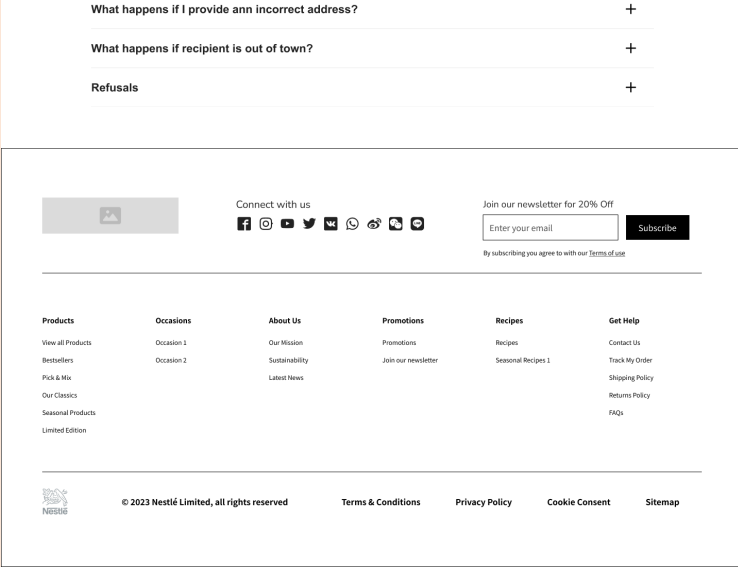 What happens if I provide ann incorrect address?
What happens if recipient is out of town?
Refusals
Connect with us
Join our newsletter for 20% Off
Enter your email
Subscribe
By subscribing you agree to with our Terms of use
Products
View all Products
Bestsellers
Pick & Mix
Our Classics
Seasonal Products
Limited Edition
Occasions
Occasion 1
Occasion 2
About Us
Our Mission
Sustainability
Latest News
Promotions
Promotions
Join our newsletter
Recipes
Recipes
Seasonal Recipes 1
Get Help
Contact Us
Track My Order
Shipping Policy
Returns Policy
FAQs
Nestlé
© 2023 Nestlé Limited, all rights reserved
Terms & Conditions
Privacy Policy
Cookie Consent
Sitemap